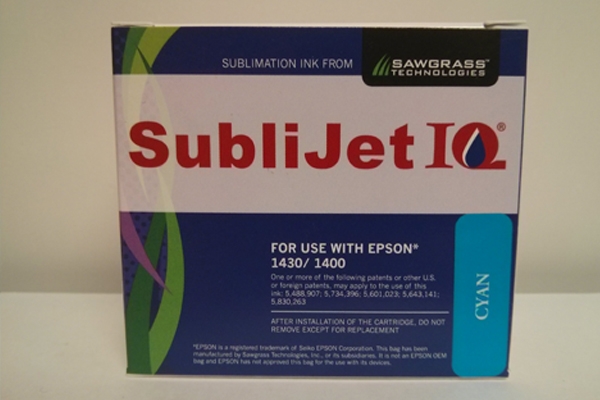 SUBLIMATION INK FROM
SAWGRASS™
TECHNOLOGIES
SubliJet IQ®
FOR USE WITH EPSON*
1430/ 1400
One or more of the following patents or other U.S.
or foreign patents, may apply to the use of this
ink: 5,488,907; 5,734,396; 5,601,023; 5,643,141;
5,830,263
AFTER INSTALLATION OF THE CARTRIDGE, DO NOT
REMOVE EXCEPT FOR REPLACEMENT
*EPSON is a registered trademark of Seiko EPSON Corporation. This bag has been
manufactured by Sawgrass Technologies, Inc., or its subsidiaries. It is not an EPSON OEM
bag and EPSON has not approved this bag for the use with its devices.
CYAN